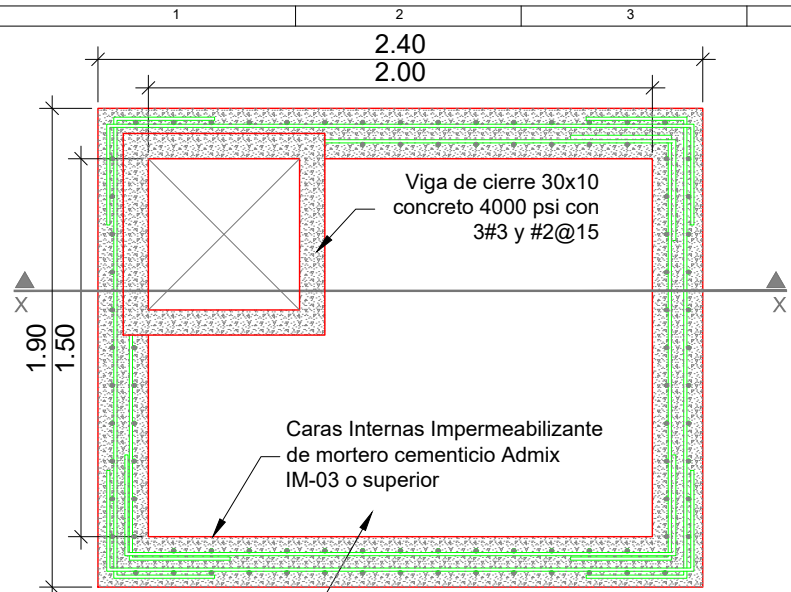 1 2 3
2.40
2.00
Viga de cierre 30x10
concreto 4000 psi con
3#3 y #2@15
X X
1.90
1.50
Caras Internas Impermeabilizante
de mortero cementicio Admix
IM-03 o superior